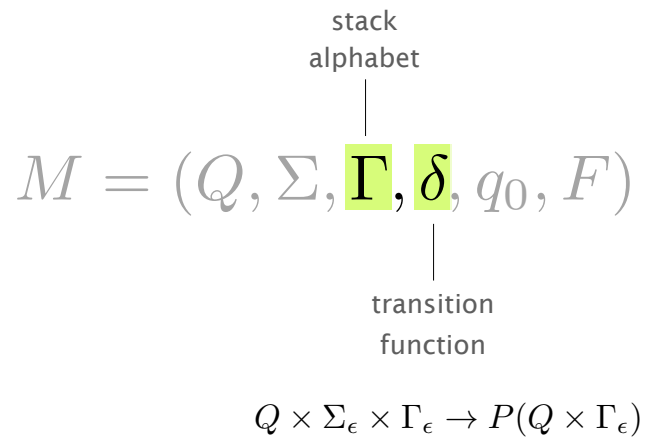 stack
alphabet
M = (Q, Σ, Γ, δ, q₀, F)
transition
function
Q × Σ_ϵ × Γ_ϵ → P(Q × Γ_ϵ)